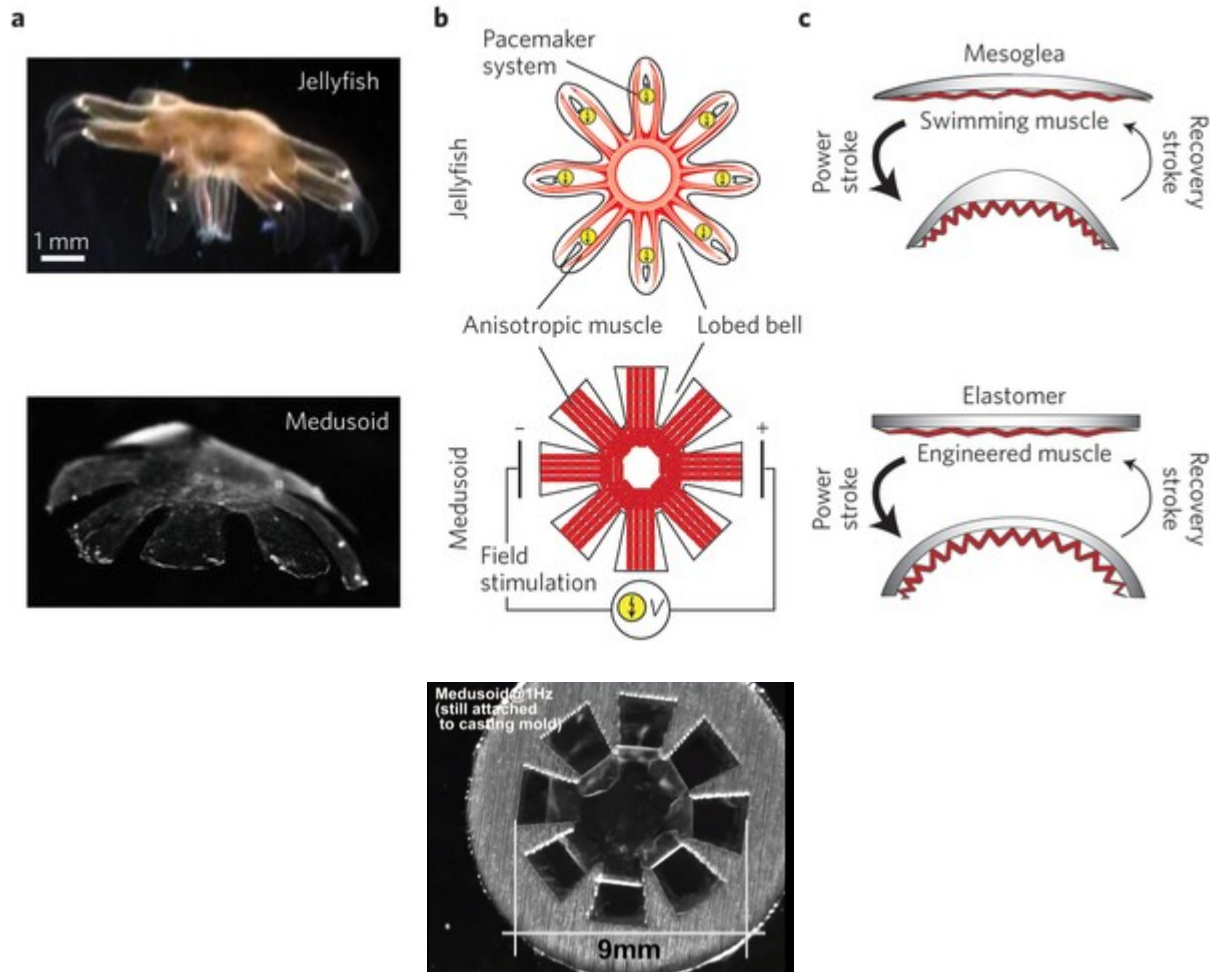 a
Jellyfish
1 mm
Medusoid
b
Pacemaker
system
Jellyfish
Anisotropic muscle
Lobed bell
Medusoid
−
+
Field
stimulation
V
c
Mesoglea
Swimming muscle
Power
stroke
Recovery
stroke
Elastomer
Engineered muscle
Power
stroke
Recovery
stroke
Medusoid@1Hz
(still attached
to casting mold)
9mm